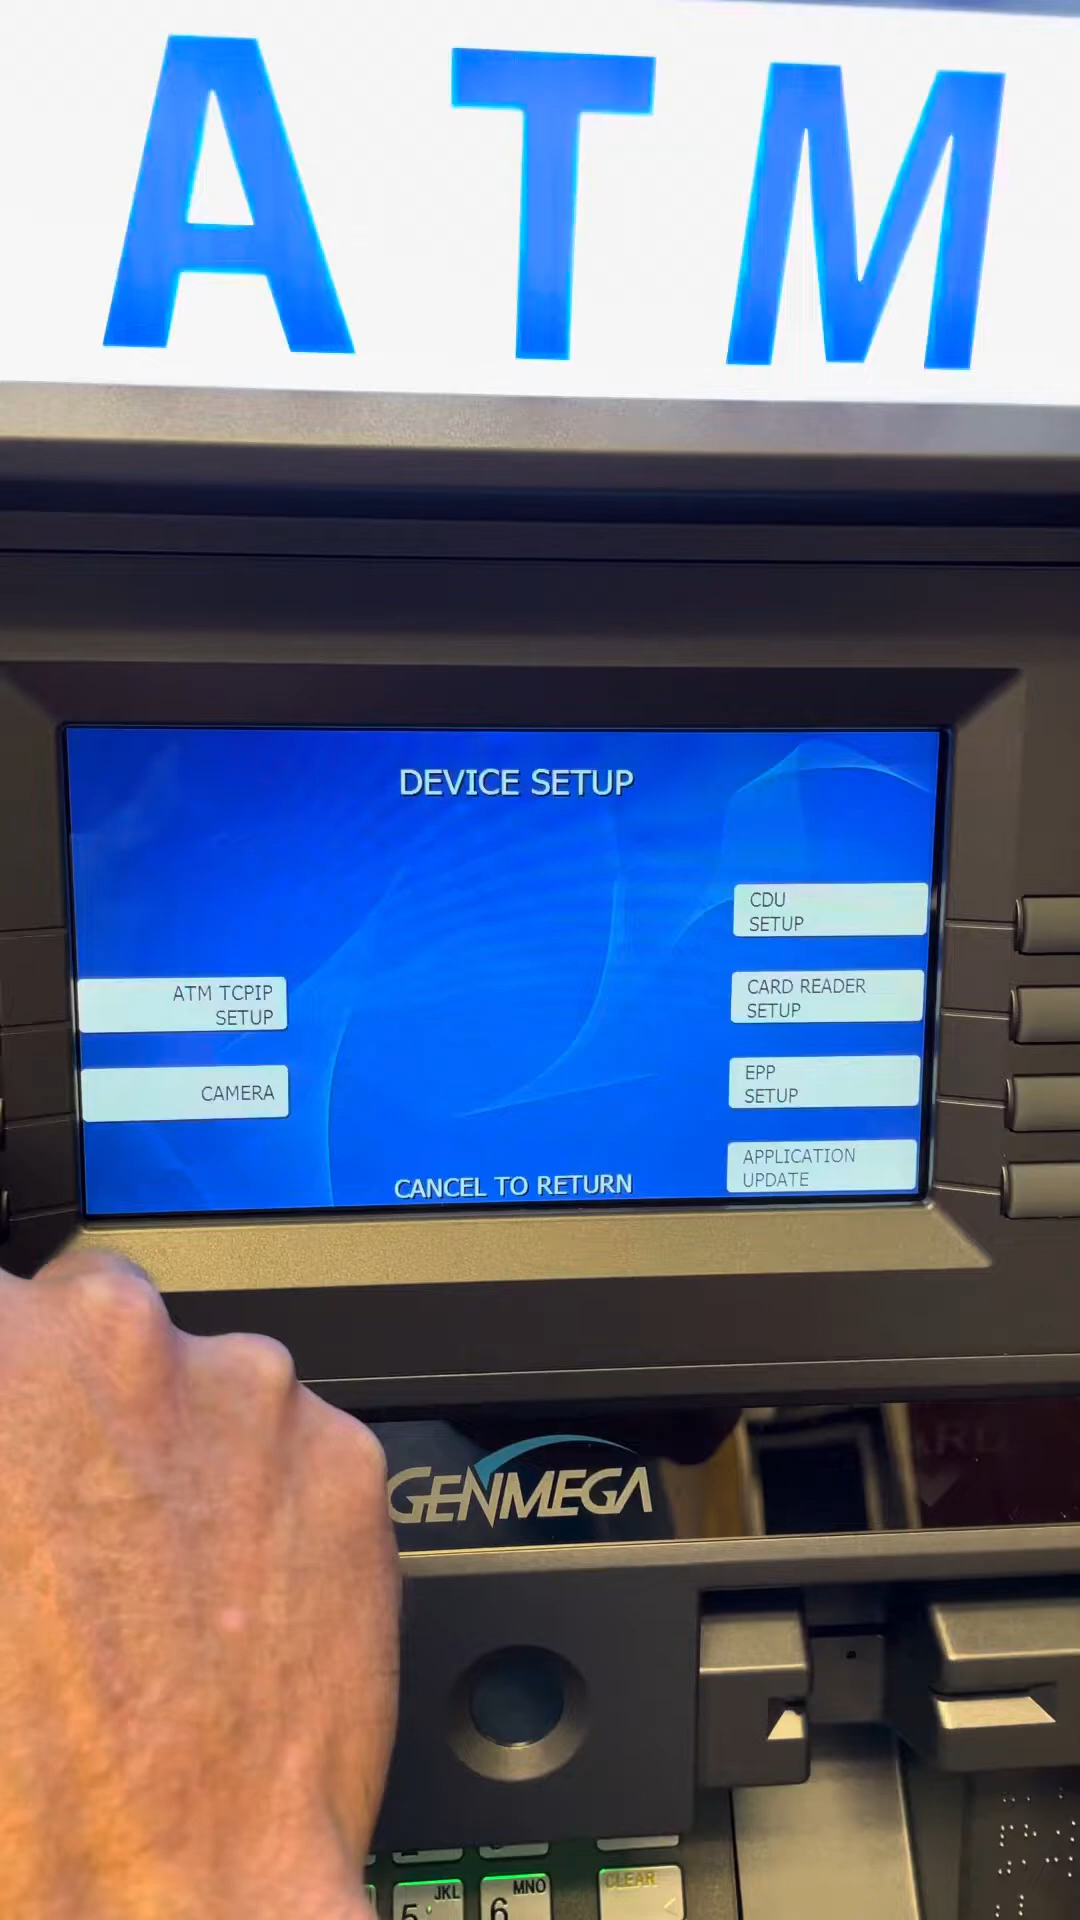 ATM
DEVICE SETUP
CDU
SETUP
ATM TCPIP
SETUP
CARD READER
SETUP
CAMERA
EPP
SETUP
APPLICATION
UPDATE
CANCEL TO RETURN
GENMEGA
5 JKL
6 MNO
CLEAR